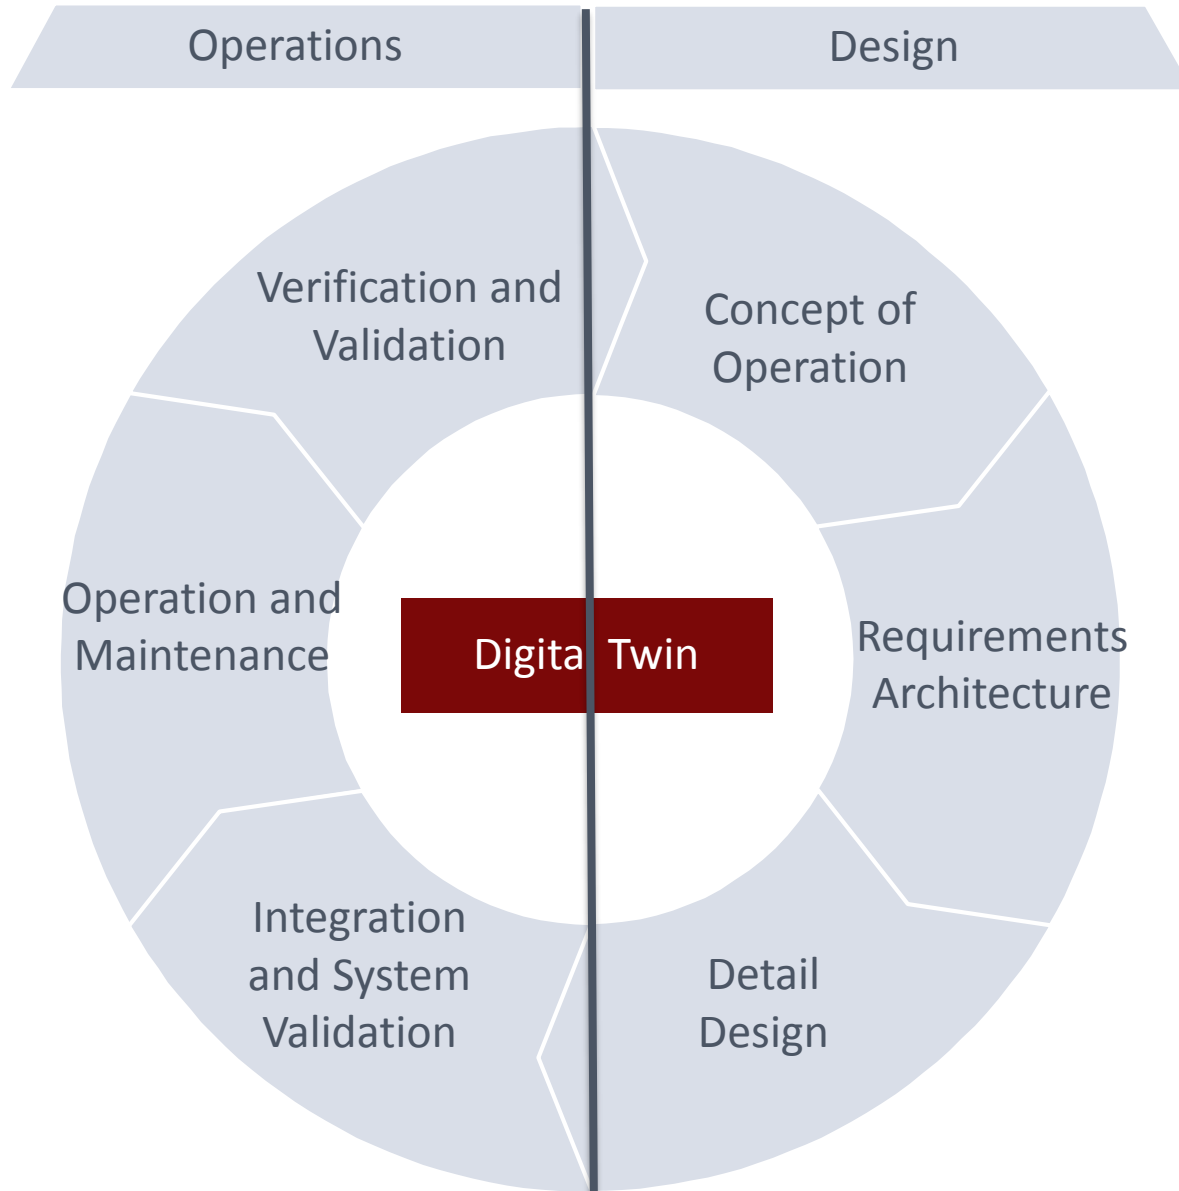 Operations
Design
Verification and
Validation
Concept of
Operation
Operation and
Maintenance
Digita Twin
Requirements
Architecture
Integration
and System
Validation
Detail
Design